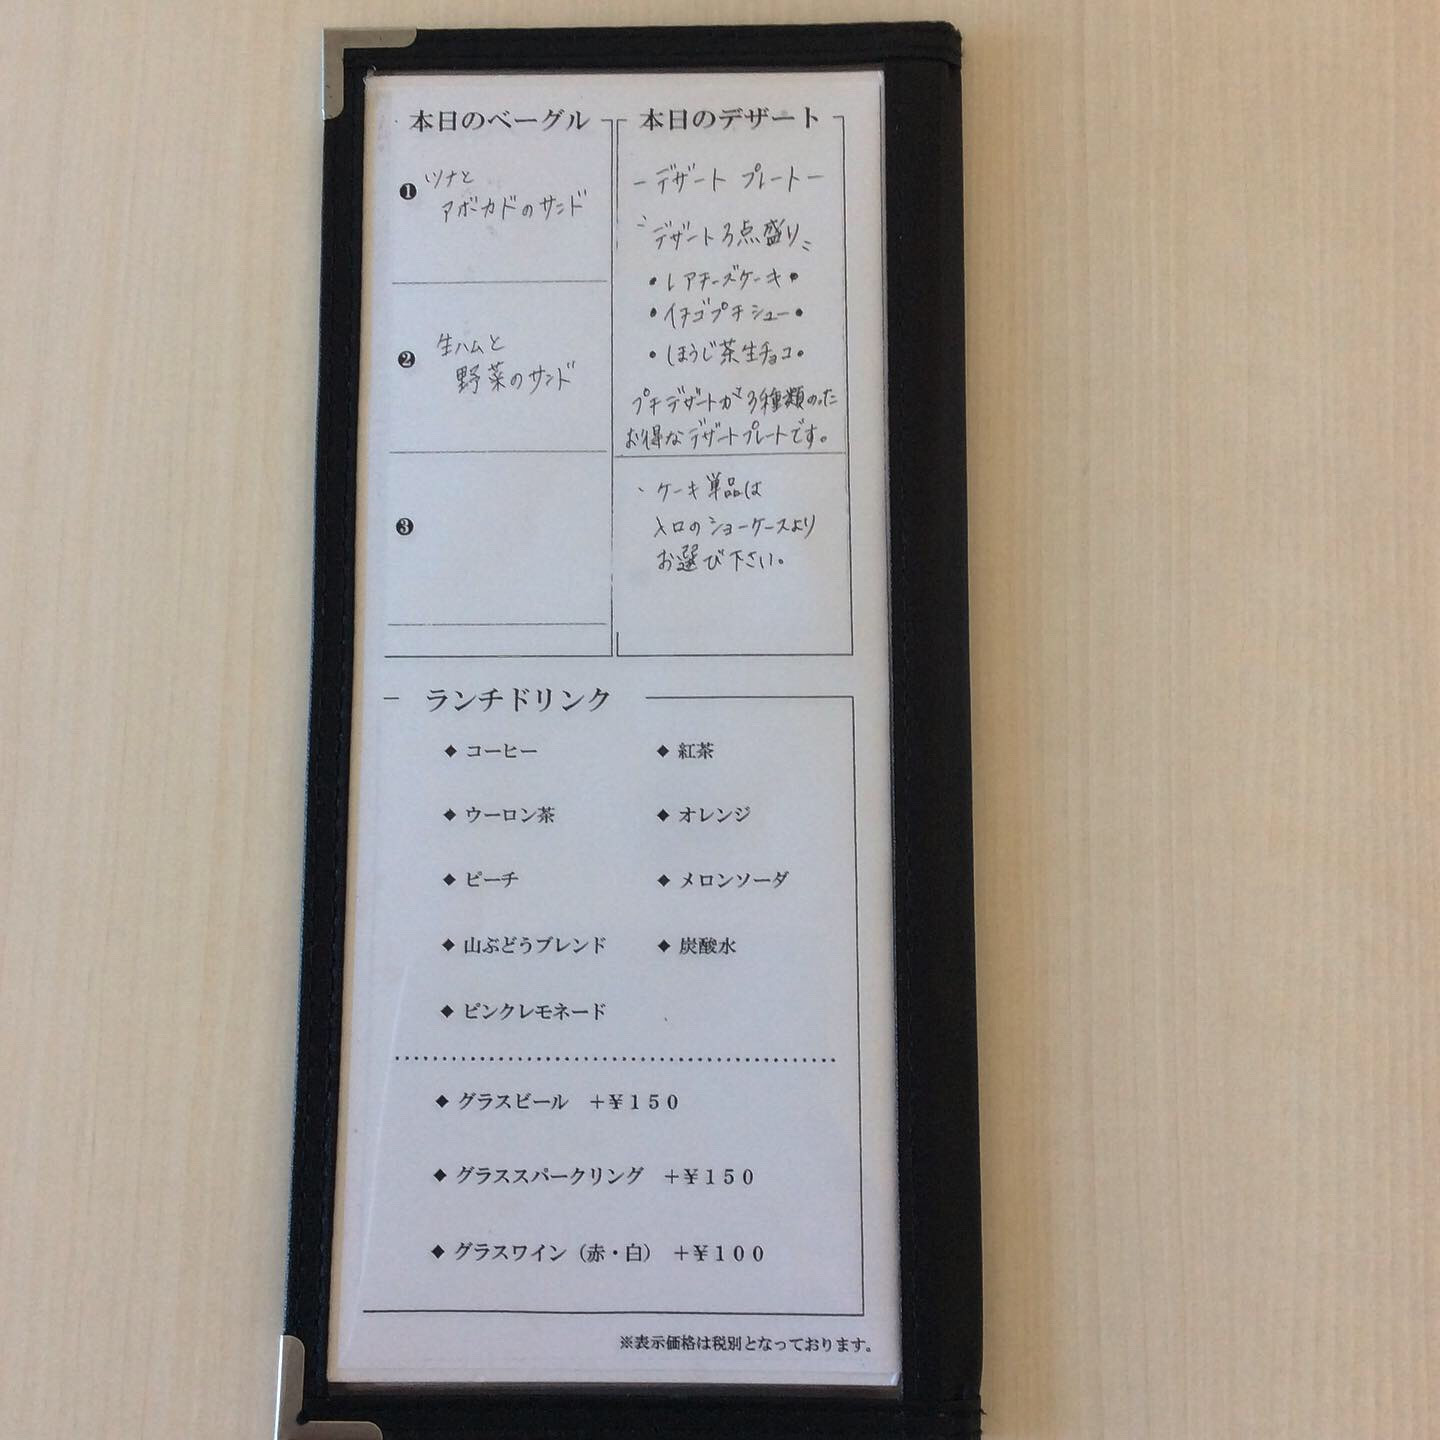 本日のベーグル
❶ ツナと
アボカドのサンド
❷ 生ハムと
野菜のサンド
❸
本日のデザート
ーデザート プレートー
デザート3点盛り
・レアチーズケーキ・
・イチゴプチシュー・
・ほうじ茶生チョコ・
プチデザートが3種類のった
お得なデザートプレートです。
・ケーキ単品は
入口のショーケースより
お選び下さい。
ランチドリンク
◆ コーヒー ◆ 紅茶
◆ ウーロン茶 ◆ オレンジ
◆ ピーチ ◆ メロンソーダ
◆ 山ぶどうブレンド ◆ 炭酸水
◆ ピンクレモネード
◆ グラスビール +¥150
◆ グラススパークリング +¥150
◆ グラスワイン（赤・白） +¥100
※表示価格は税別となっております。